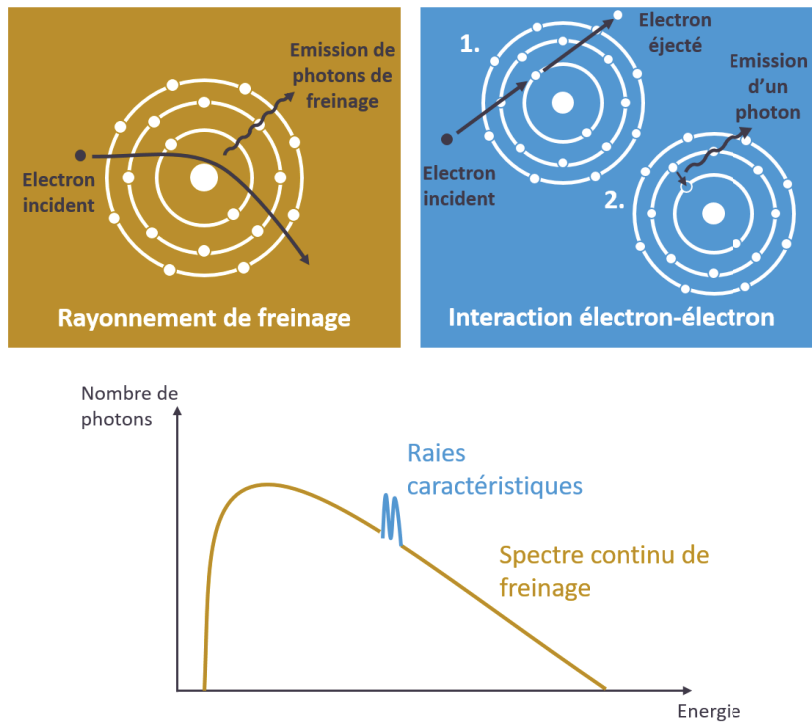 Emission de
photons de
freinage
Electron
incident
Rayonnement de freinage
1.
Electron
éjecté
Emission
d'un
photon
Electron
incident
2.
Interaction électron-électron
Nombre de
photons
Raies
caractéristiques
Spectre continu de
freinage
Energie